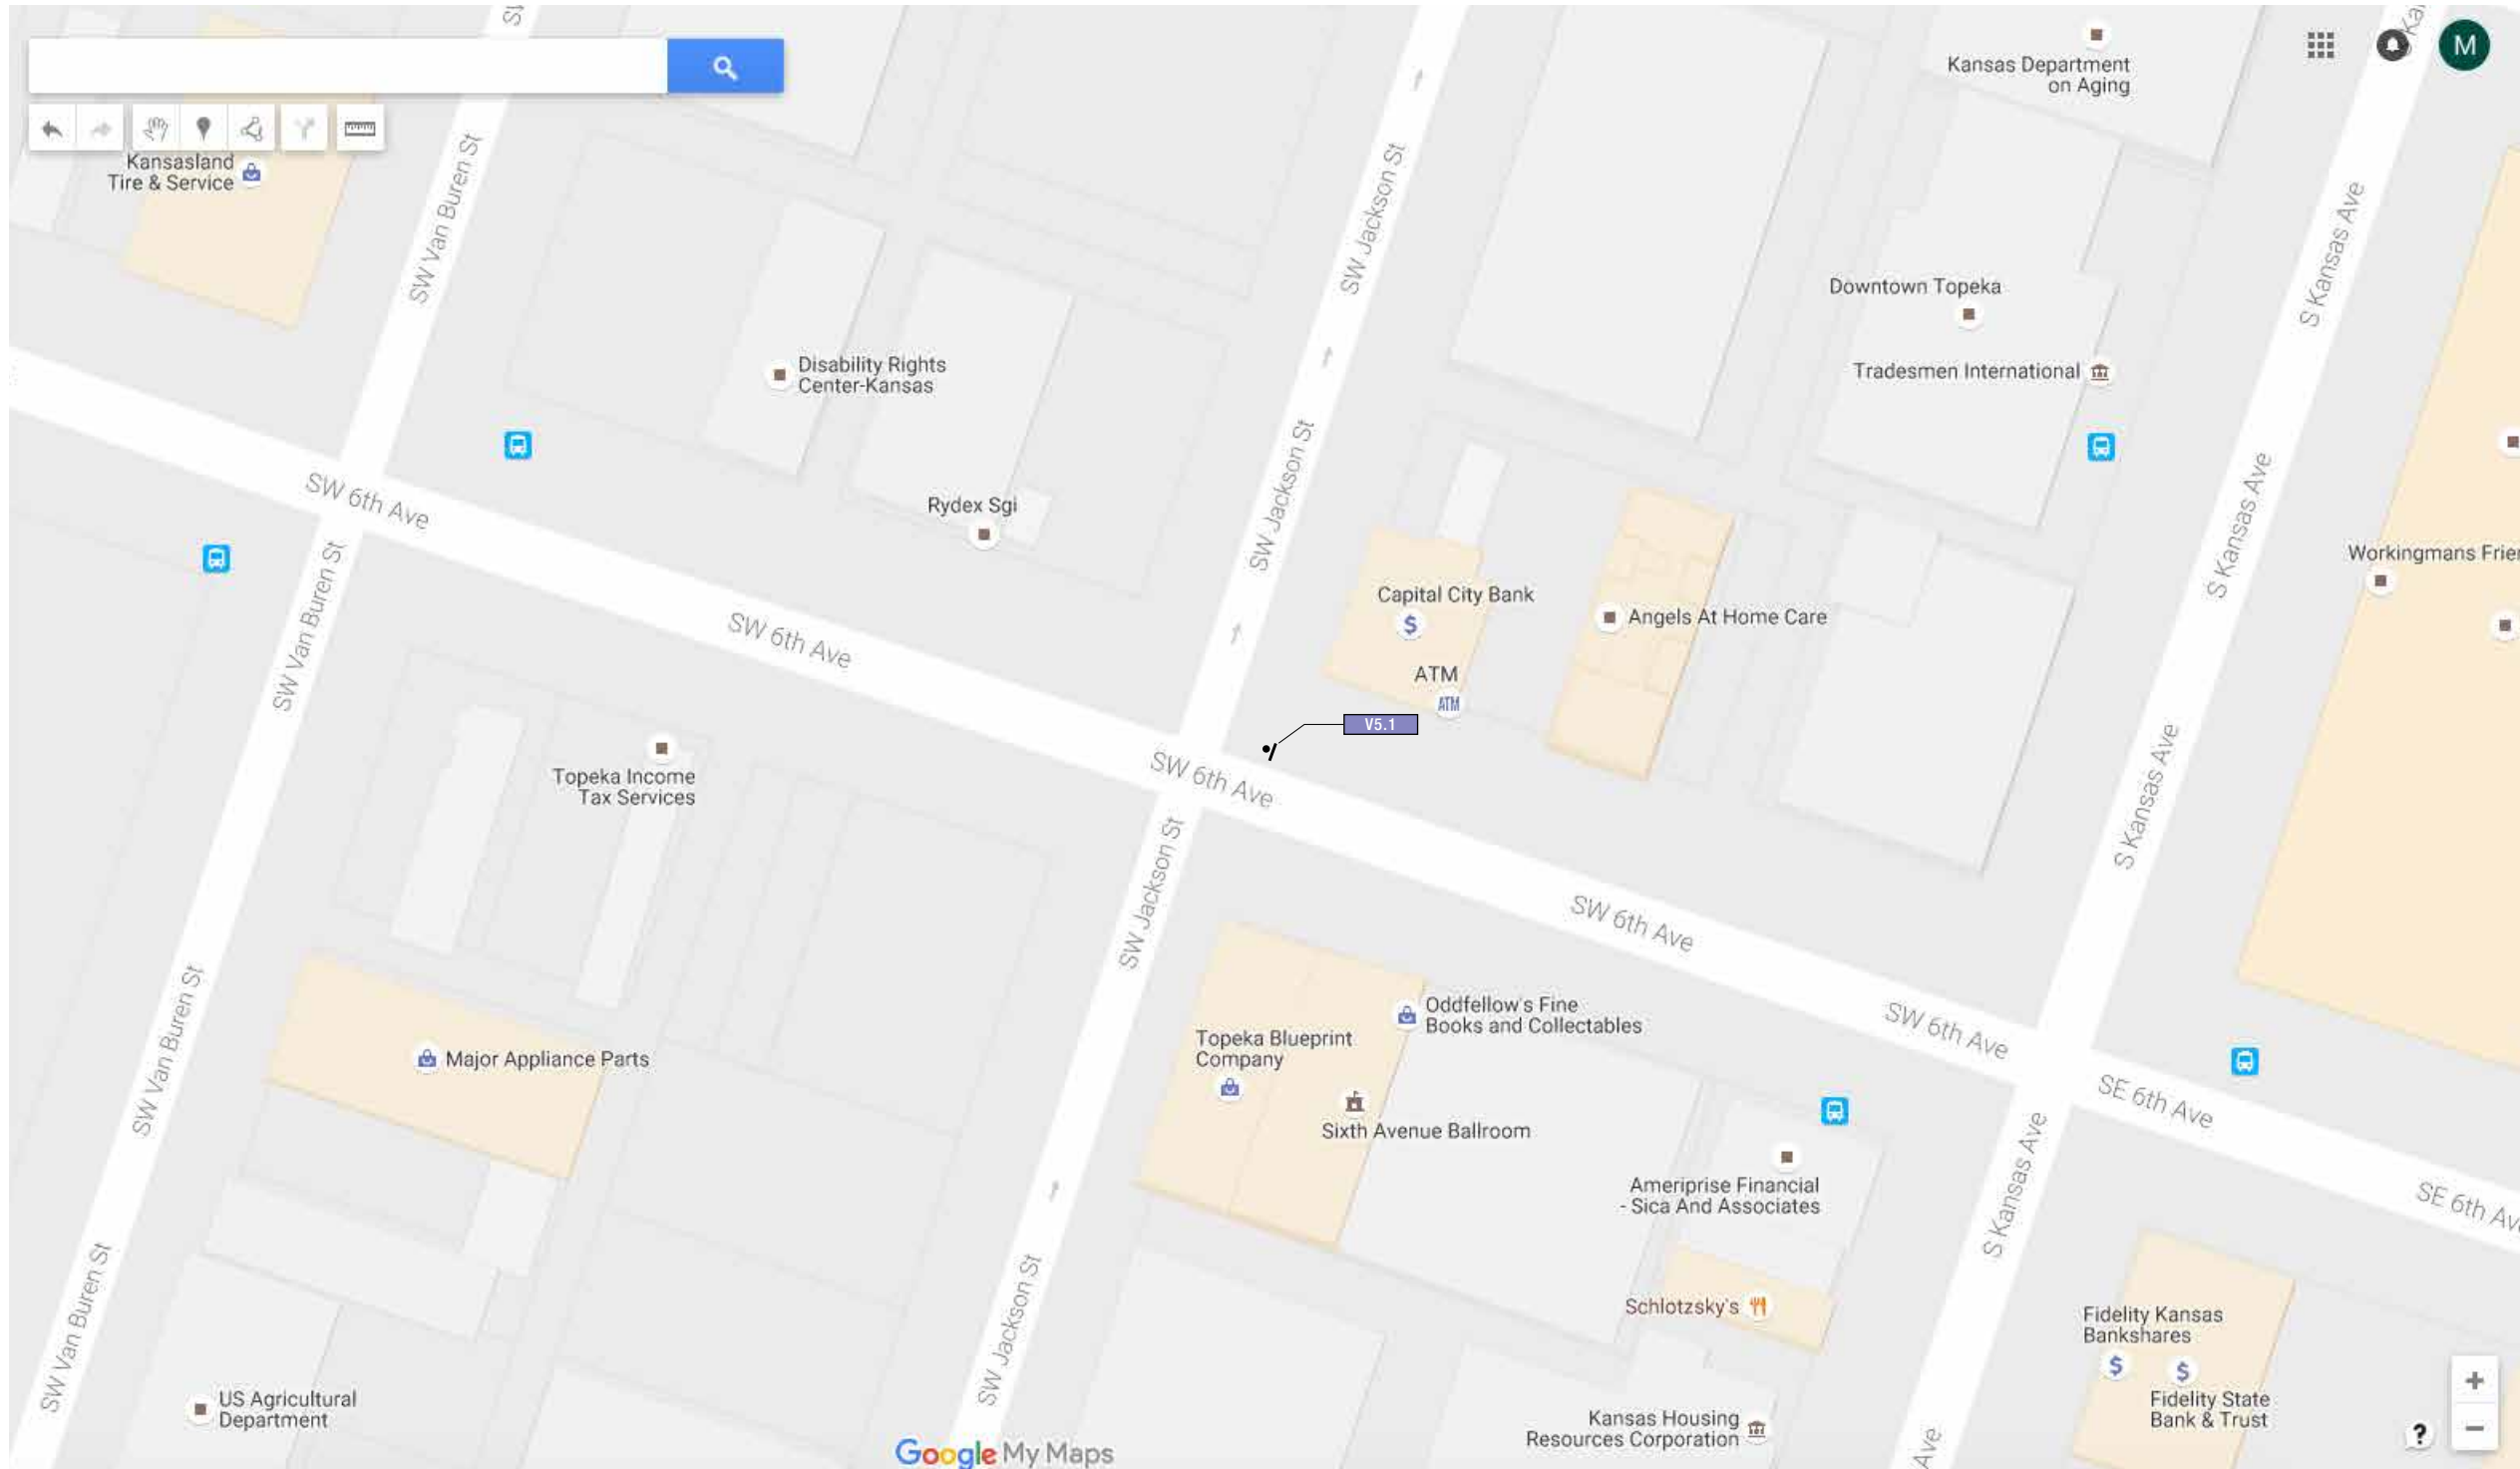 M
Kansas Department
on Aging
Kansasland
Tire & Service
SW Van Buren St
SW Jackson St
S Kansas Ave
Downtown Topeka
Disability Rights
Center-Kansas
Tradesmen International
SW Jackson St
S Kansas Ave
SW 6th Ave
Rydex Sgi
SW Van Buren St
Workingmans Frien
Capital City Bank
$
Angels At Home Care
SW 6th Ave
ATM
ATM
V5.1
SW 6th Ave
Topeka Income
Tax Services
S Kansas Ave
SW Jackson St
SW 6th Ave
SW Van Buren St
Oddfellow's Fine
Books and Collectables
SW 6th Ave
Topeka Blueprint
Company
Major Appliance Parts
SE 6th Ave
Sixth Avenue Ballroom
S Kansas Ave
Ameriprise Financial
- Sica And Associates
SE 6th Av
SW Van Buren St
SW Jackson St
Schlotzsky's
Fidelity Kansas
Bankshares
$
$
Fidelity State
Bank & Trust
US Agricultural
Department
Kansas Housing
Resources Corporation
Ave
+
−
?
Google My Maps